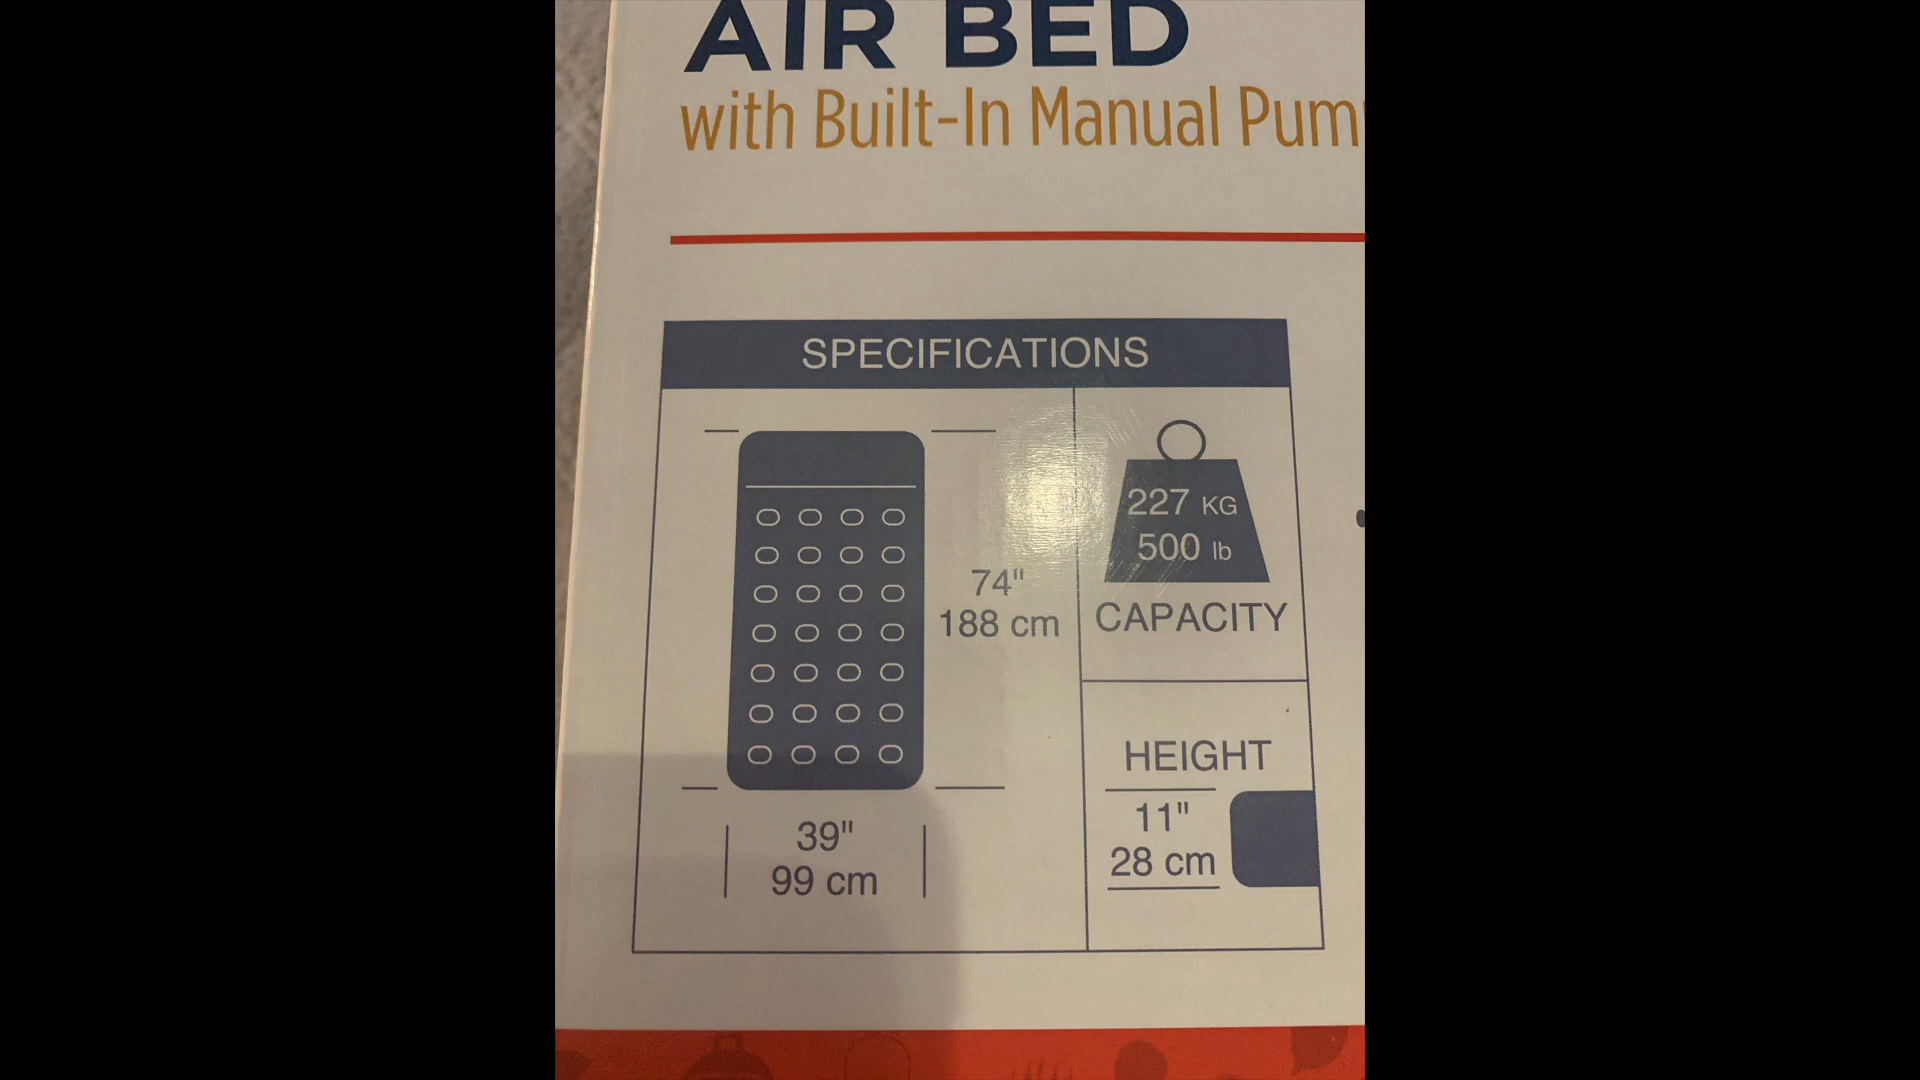 AIR BED
with Built-In Manual Pum
SPECIFICATIONS
74"
188 cm
39"
99 cm
227 KG
500 lb
CAPACITY
HEIGHT
11"
28 cm